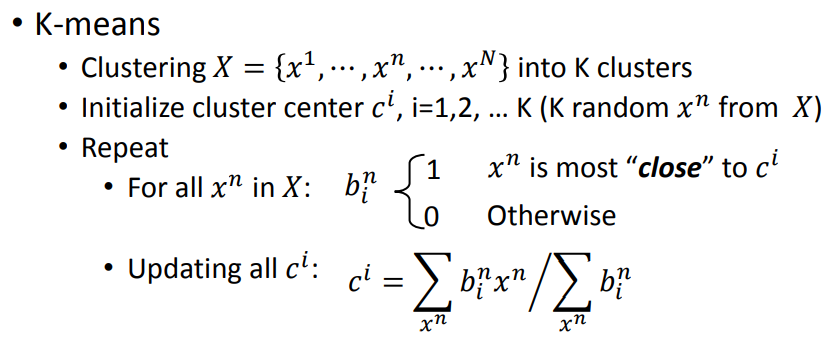 • K-means
• Clustering 𝑋 = {𝑥¹, ⋯, 𝑥ⁿ, ⋯, 𝑥ᴺ} into K clusters
• Initialize cluster center 𝑐ⁱ, i=1,2, … K (K random 𝑥ⁿ from 𝑋)
• Repeat
• For all 𝑥ⁿ in 𝑋: 𝑏ᵢⁿ { 1 𝑥ⁿ is most “close” to 𝑐ⁱ
0 Otherwise
• Updating all 𝑐ⁱ: 𝑐ⁱ = ∑_{𝑥ⁿ} 𝑏ᵢⁿ𝑥ⁿ / ∑_{𝑥ⁿ} 𝑏ᵢⁿ